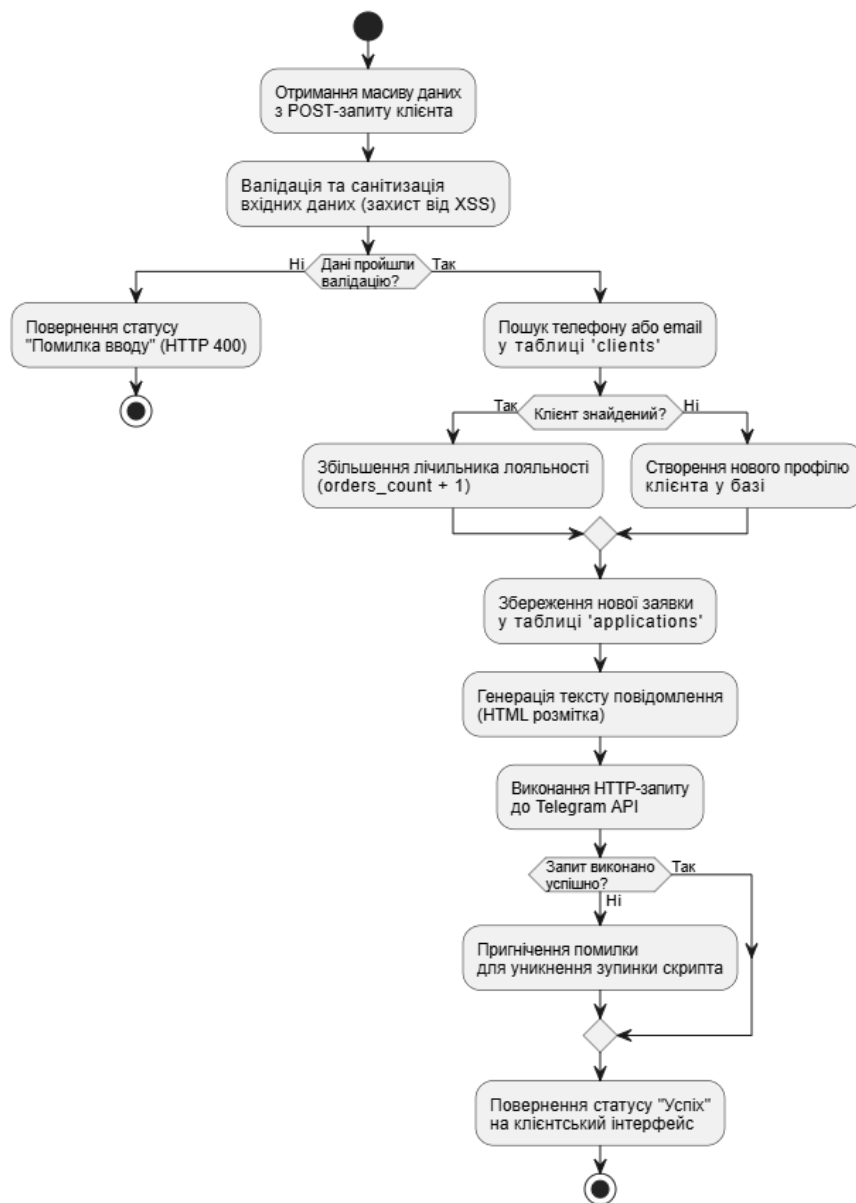 Отримання масиву даних
з POST-запиту клієнта
Валідація та санітизація
вхідних даних (захист від XSS)
Ні
Дані пройшли
валідацію?
Так
Повернення статусу
"Помилка вводу" (HTTP 400)
Пошук телефону або email
у таблиці 'clients'
Так
Клієнт знайдений?
Ні
Збільшення лічильника лояльності
(orders_count + 1)
Створення нового профілю
клієнта у базі
Збереження нової заявки
у таблиці 'applications'
Генерація тексту повідомлення
(HTML розмітка)
Виконання HTTP-запиту
до Telegram API
Запит виконано
успішно?
Так
Ні
Пригнічення помилки
для уникнення зупинки скрипта
Повернення статусу "Успіх"
на клієнтський інтерфейс